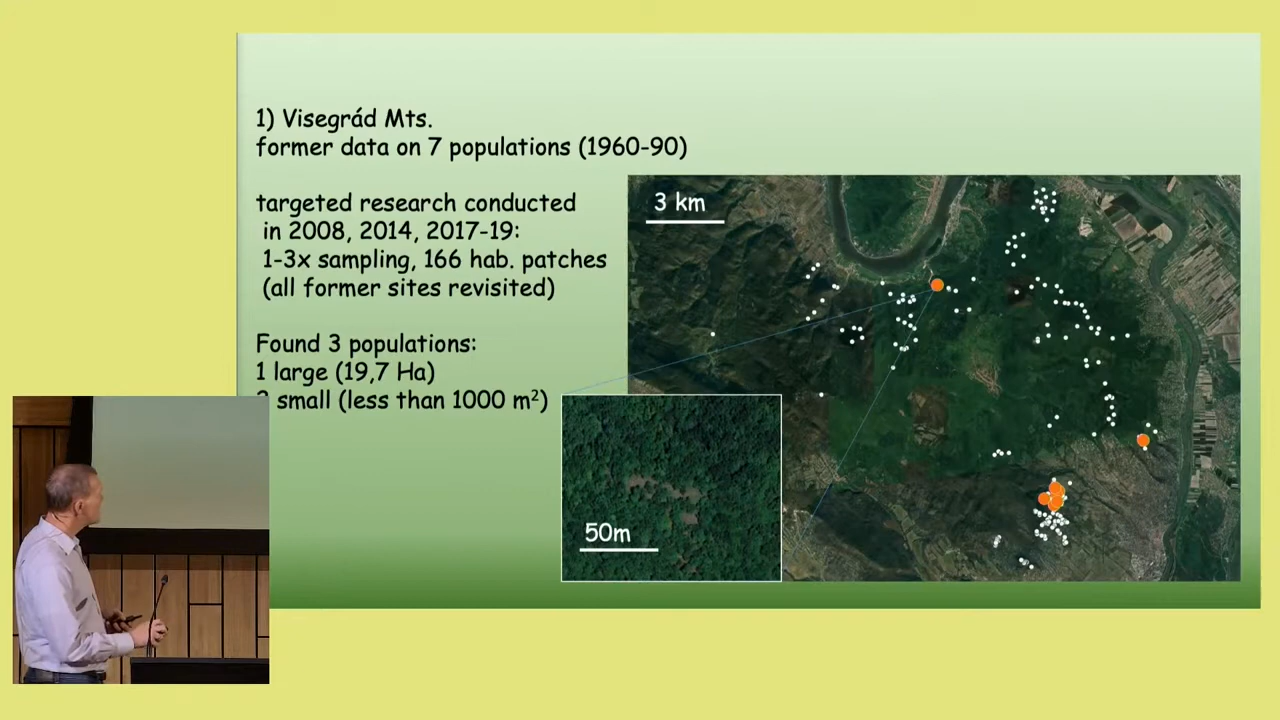 1) Visegrád Mts.
former data on 7 populations (1960-90)
targeted research conducted
in 2008, 2014, 2017-19:
1-3x sampling, 166 hab. patches
(all former sites revisited)
Found 3 populations:
1 large (19,7 Ha)
small (less than 1000 m²)
3 km
50m